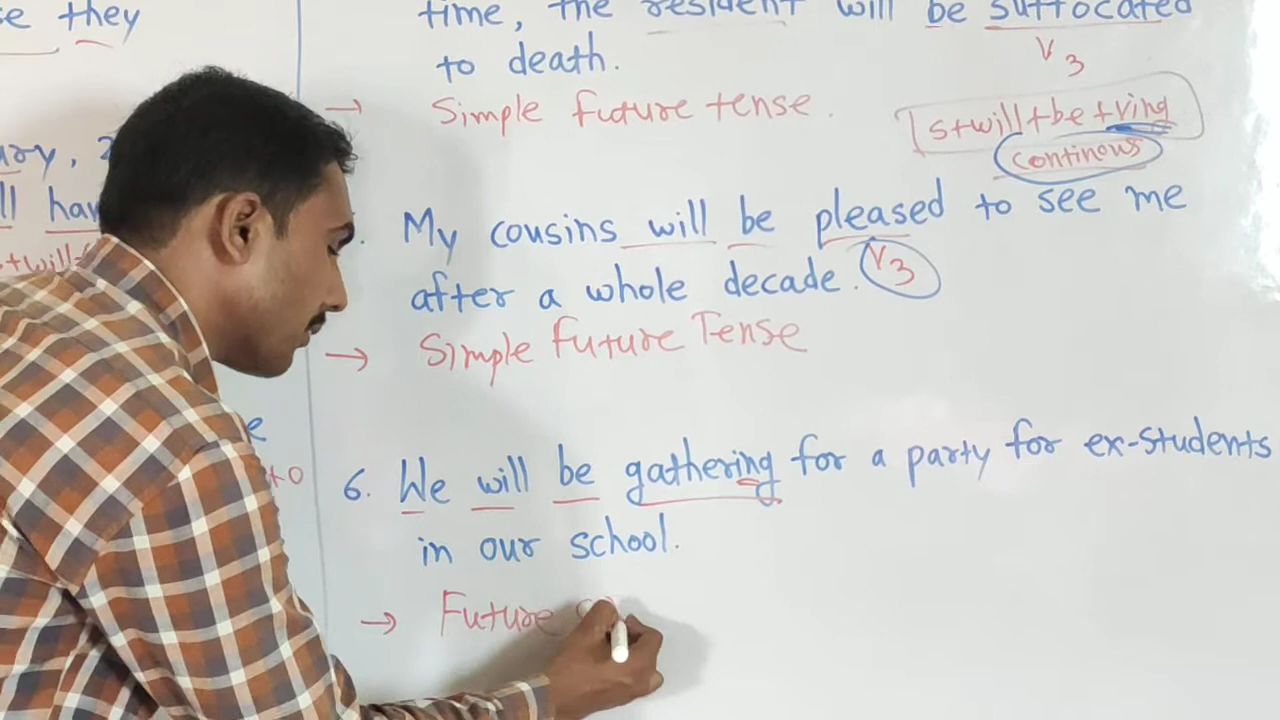 se they
time, the resident will be suffocated
to death.
V3
→ Simple future tense.
S+will+be+ving
continous
ll
+will
My cousins will be pleased to see me
after a whole decade. V3
→ Simple Future Tense
6. We will be gathering for a party for ex-students
in our school.
→ Future